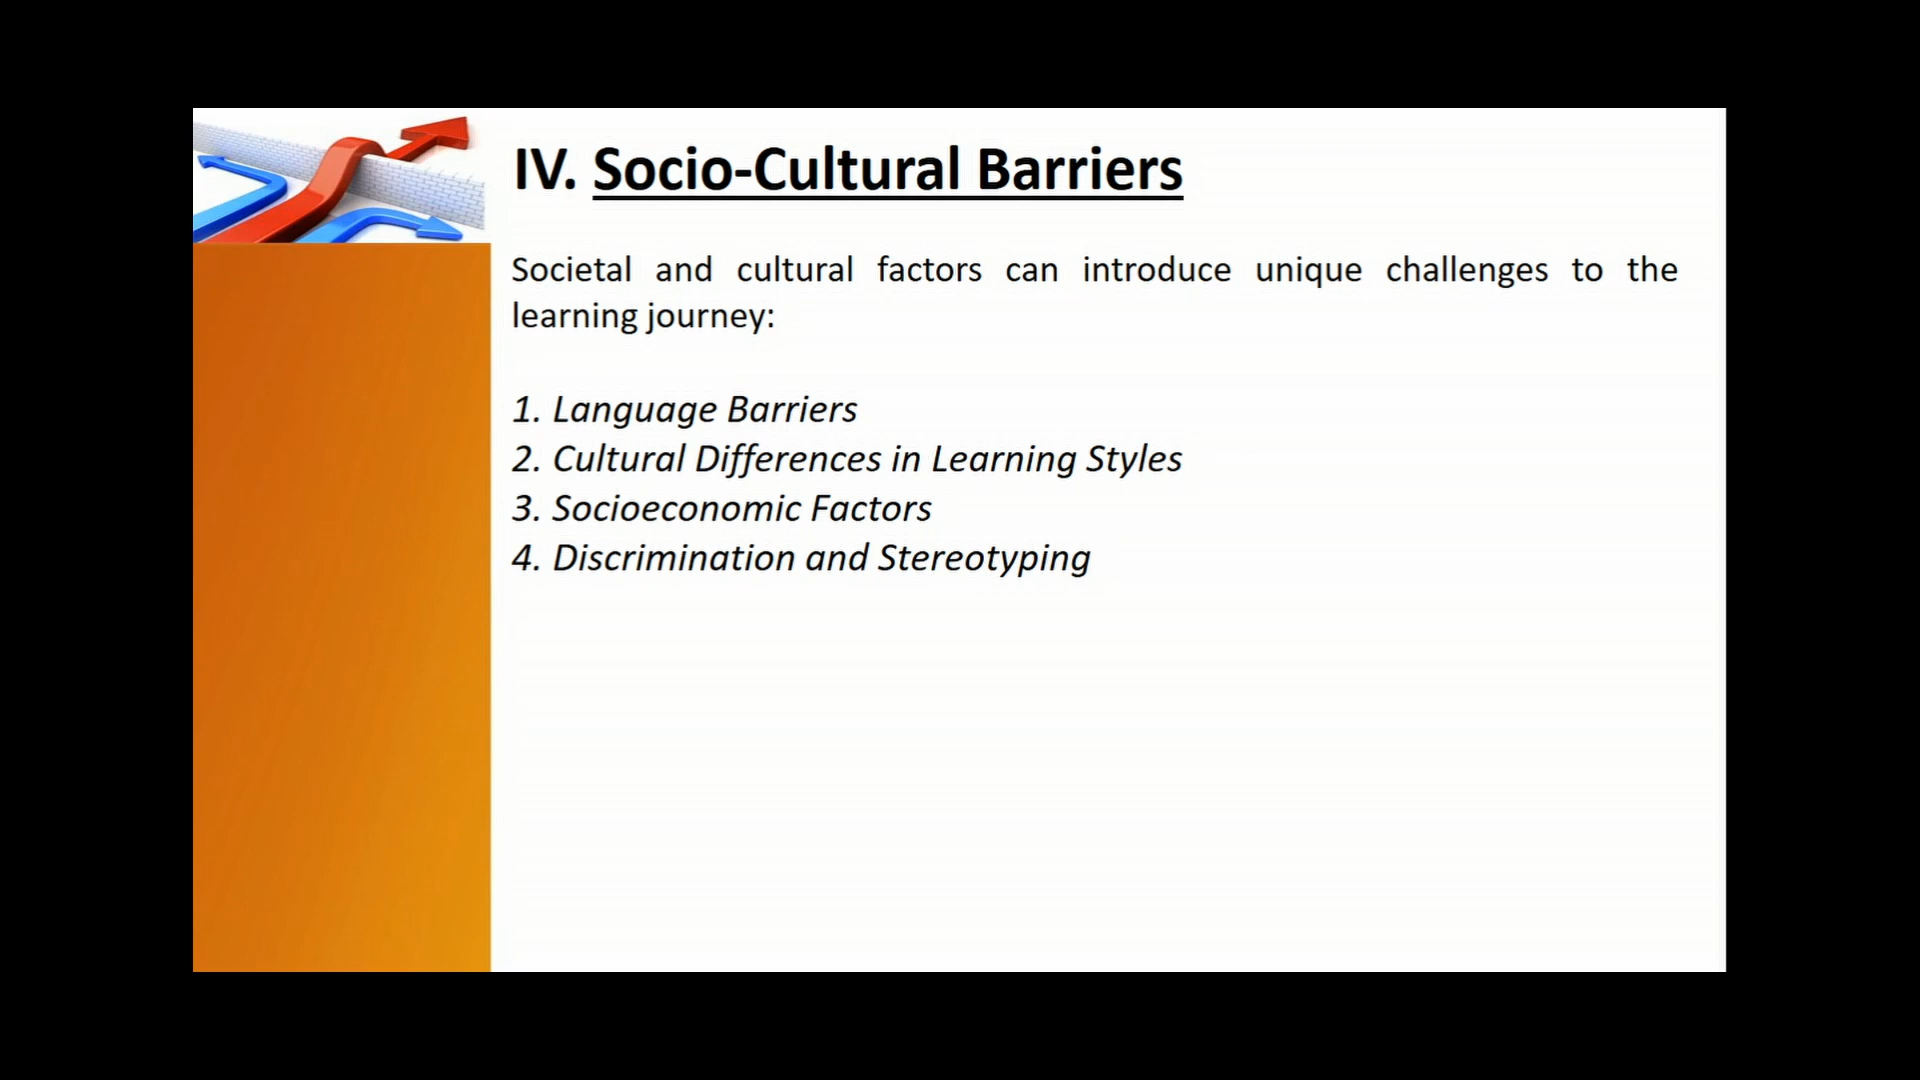 IV. Socio-Cultural Barriers
Societal and cultural factors can introduce unique challenges to the
learning journey:
1. Language Barriers
2. Cultural Differences in Learning Styles
3. Socioeconomic Factors
4. Discrimination and Stereotyping